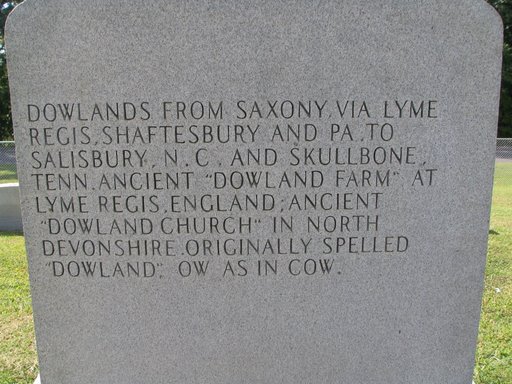 DOWLANDS FROM SAXONY, VIA LYME
REGIS, SHAFTESBURY AND PA. TO
SALISBURY, N.C. AND SKULLBONE,
TENN. ANCIENT "DOWLAND FARM" AT
LYME REGIS, ENGLAND; ANCIENT
"DOWLAND CHURCH" IN NORTH
DEVONSHIRE. ORIGINALLY SPELLED
"DOWLAND"; OW AS IN COW.